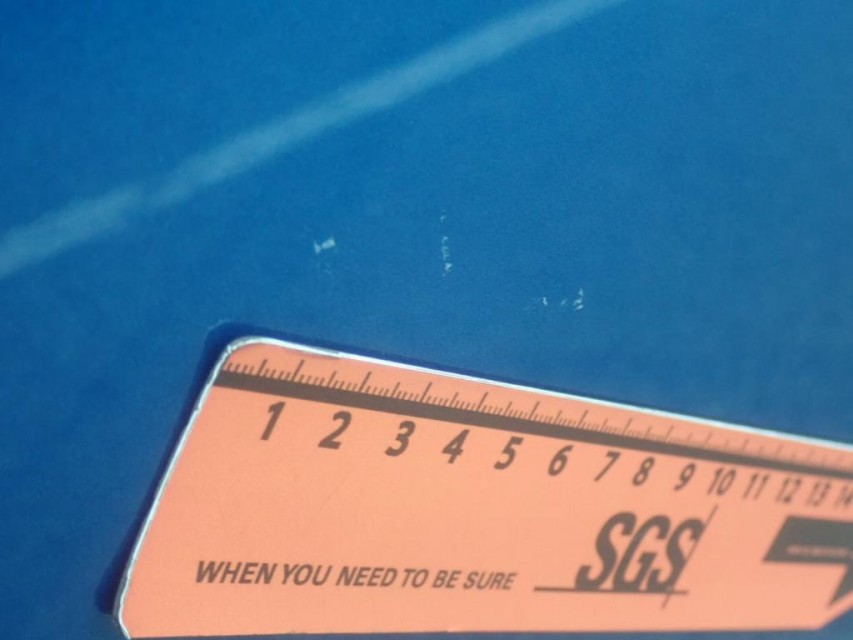 1 2 3 4 5 6 7 8 9 10 11 12 13 14
WHEN YOU NEED TO BE SURE SGS